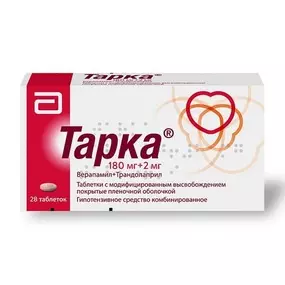 Тарка®
180 мг+2 мг
Верапамил+Трандолаприл
Таблетки с модифицированным высвобождением
покрытые пленочной оболочкой
Гипотензивное средство комбинированное
28 таблеток